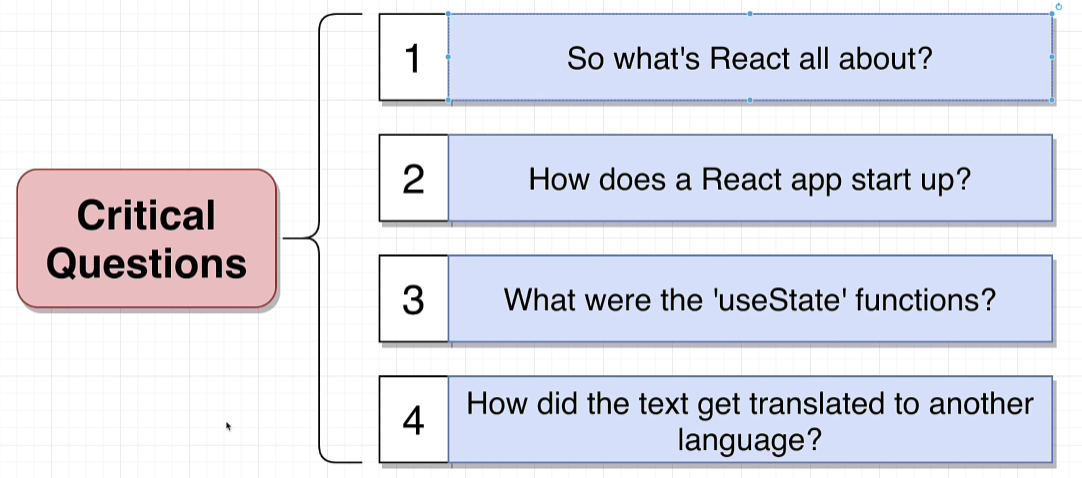 Critical
Questions
1
So what's React all about?
2
How does a React app start up?
3
What were the 'useState' functions?
4
How did the text get translated to another
language?